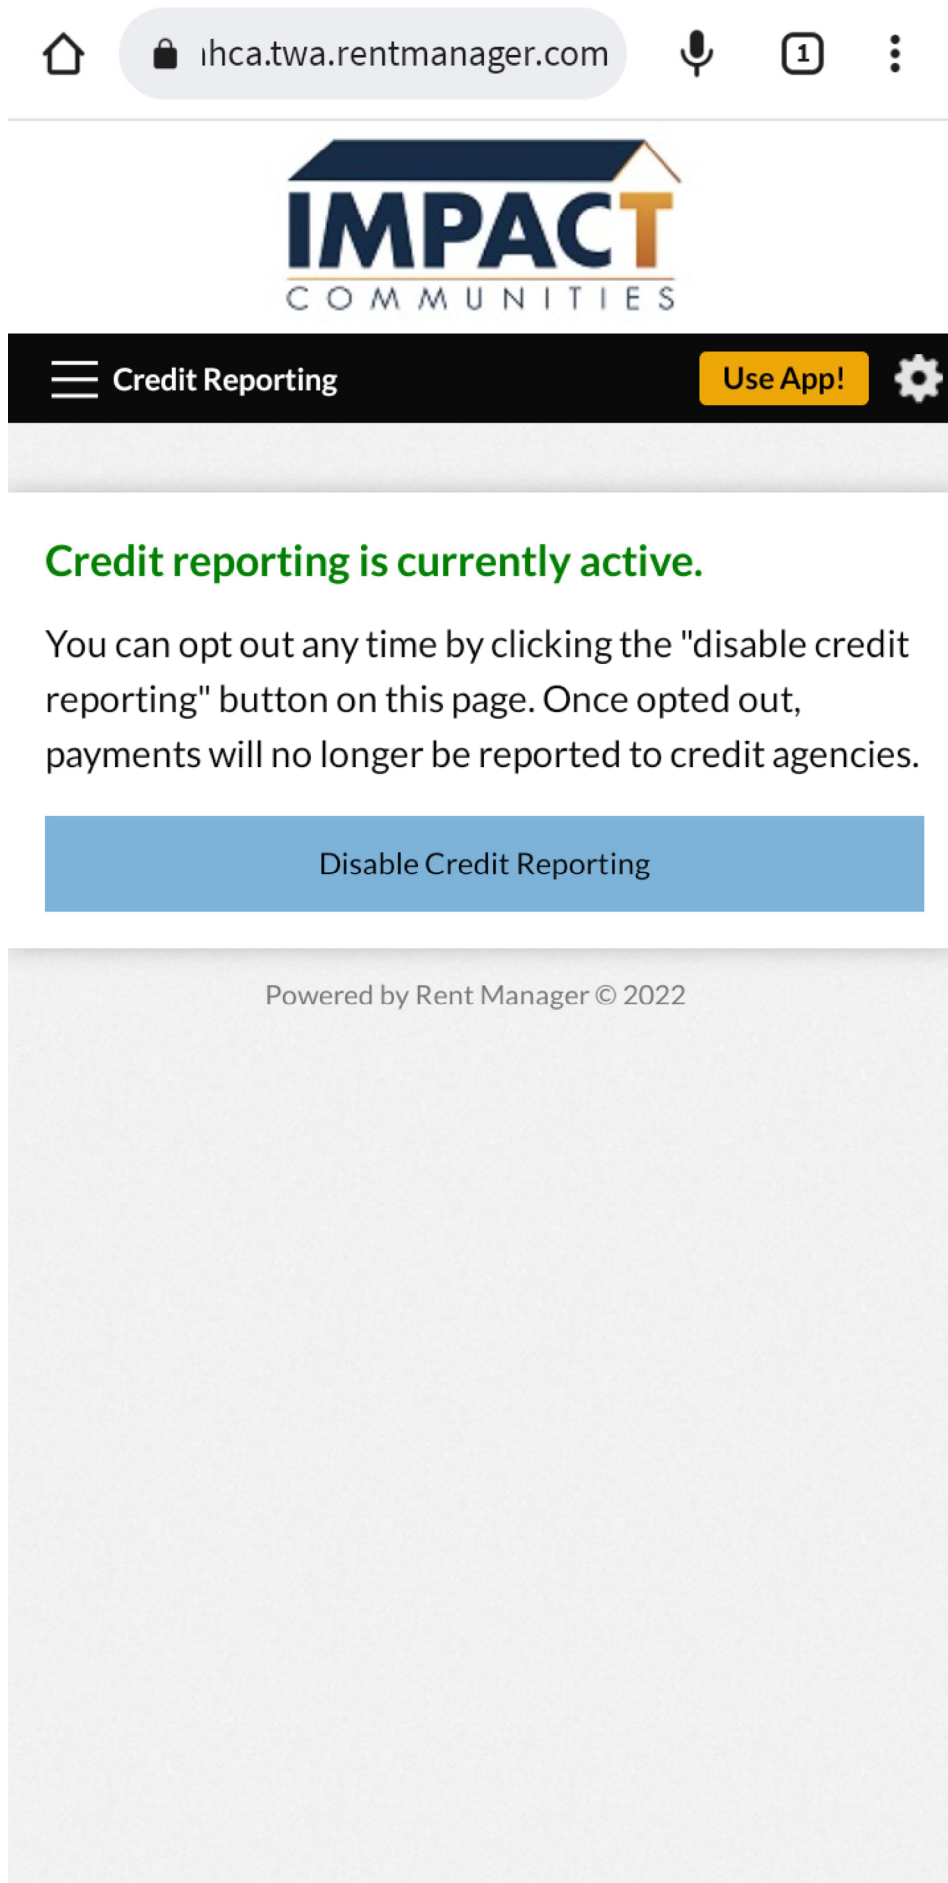 hca.twa.rentmanager.com
1
IMPACT
COMMUNITIES
Credit Reporting
Use App!
Credit reporting is currently active.
You can opt out any time by clicking the "disable credit
reporting" button on this page. Once opted out,
payments will no longer be reported to credit agencies.
Disable Credit Reporting
Powered by Rent Manager © 2022